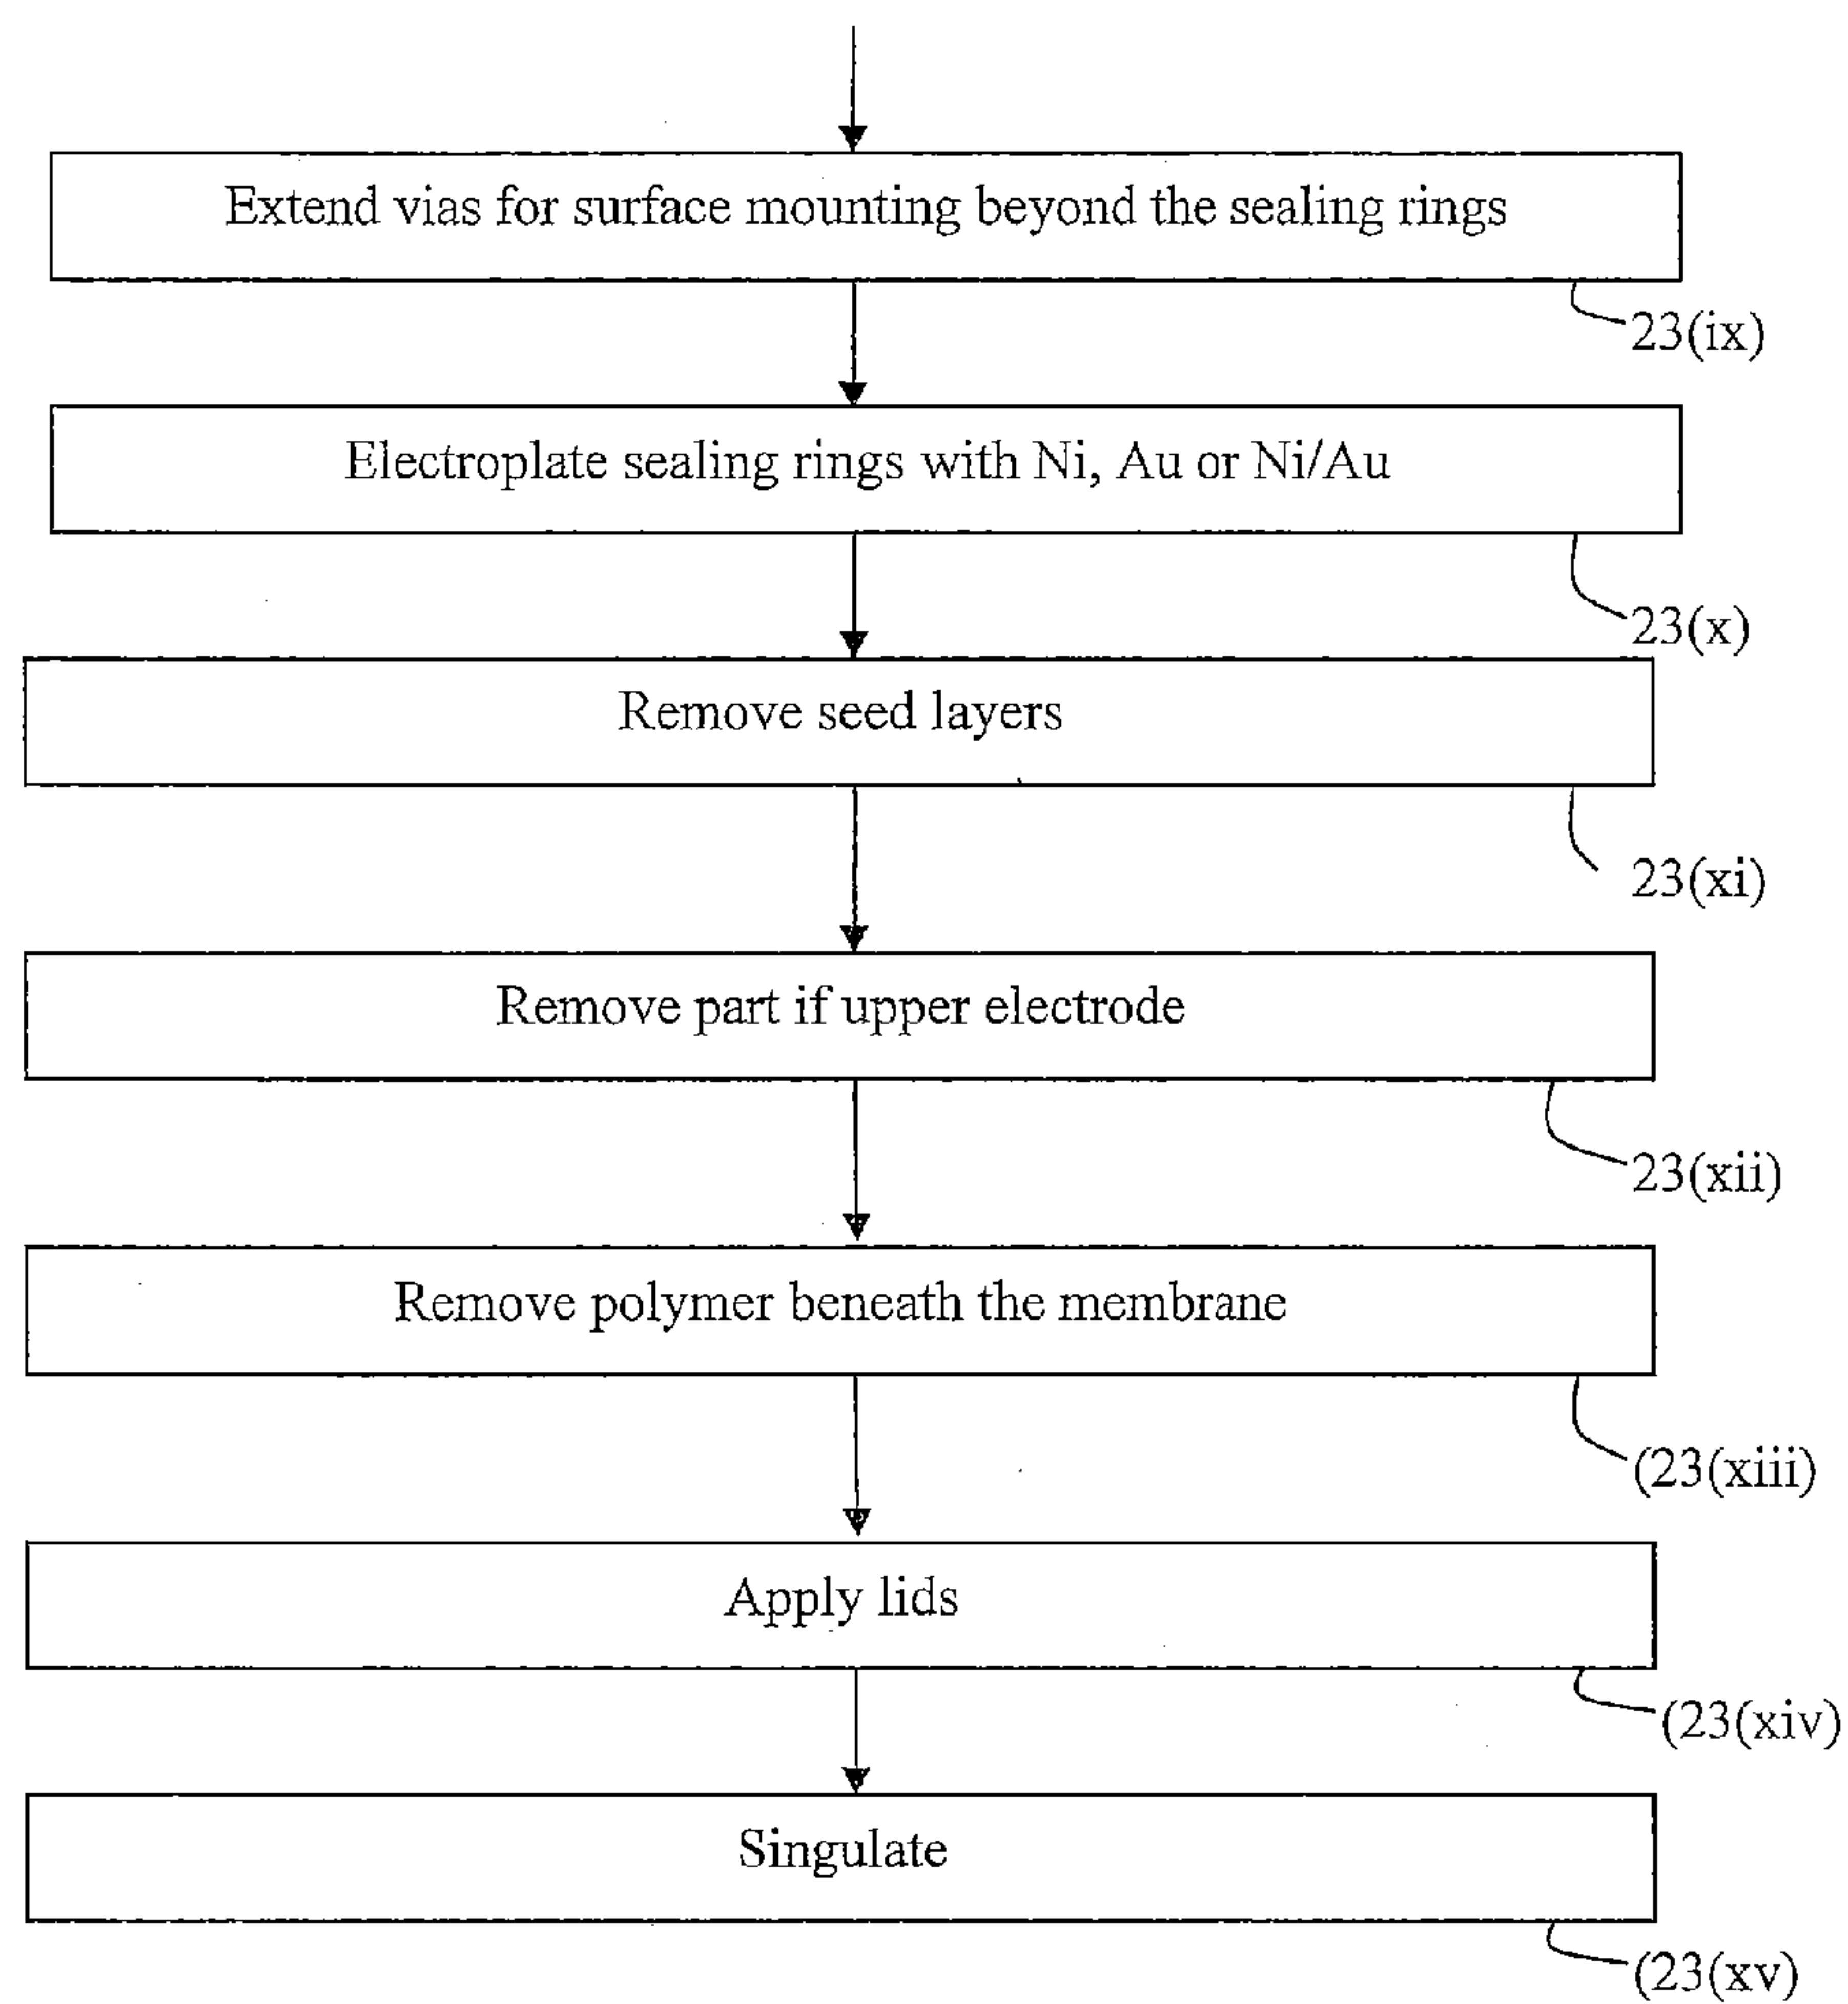 Extend vias for surface mounting beyond the sealing rings
23(ix)
Electroplate sealing rings with Ni, Au or Ni/Au
23(x)
Remove seed layers
23(xi)
Remove part if upper electrode
23(xii)
Remove polymer beneath the membrane
(23(xiii)
Apply lids
(23(xiv)
Singulate
(23(xv)